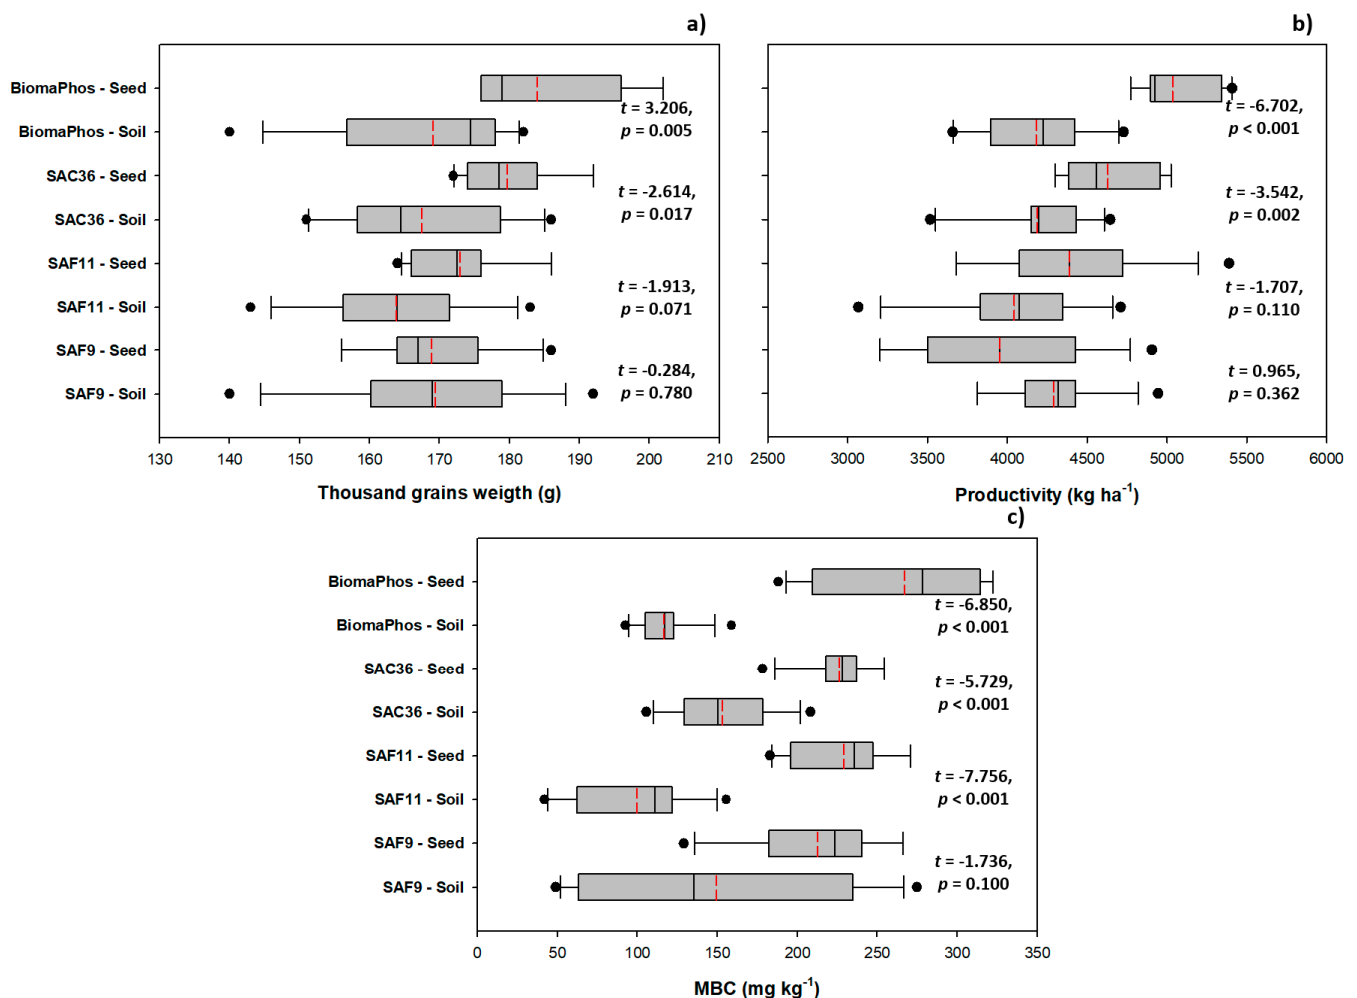 a)
BiomaPhos - Seed
BiomaPhos - Soil
SAC36 - Seed
SAC36 - Soil
SAF11 - Seed
SAF11 - Soil
SAF9 - Seed
SAF9 - Soil
t = 3.206,
p = 0.005
t = -2.614,
p = 0.017
t = -1.913,
p = 0.071
t = -0.284,
p = 0.780
130 140 150 160 170 180 190 200 210
Thousand grains weigth (g)
b)
t = -6.702,
p < 0.001
t = -3.542,
p = 0.002
t = -1.707,
p = 0.110
t = 0.965,
p = 0.362
2500 3000 3500 4000 4500 5000 5500 6000
Productivity (kg ha⁻¹)
c)
BiomaPhos - Seed
BiomaPhos - Soil
SAC36 - Seed
SAC36 - Soil
SAF11 - Seed
SAF11 - Soil
SAF9 - Seed
SAF9 - Soil
t = -6.850,
p < 0.001
t = -5.729,
p < 0.001
t = -7.756,
p < 0.001
t = -1.736,
p = 0.100
0 50 100 150 200 250 300 350
MBC (mg kg⁻¹)